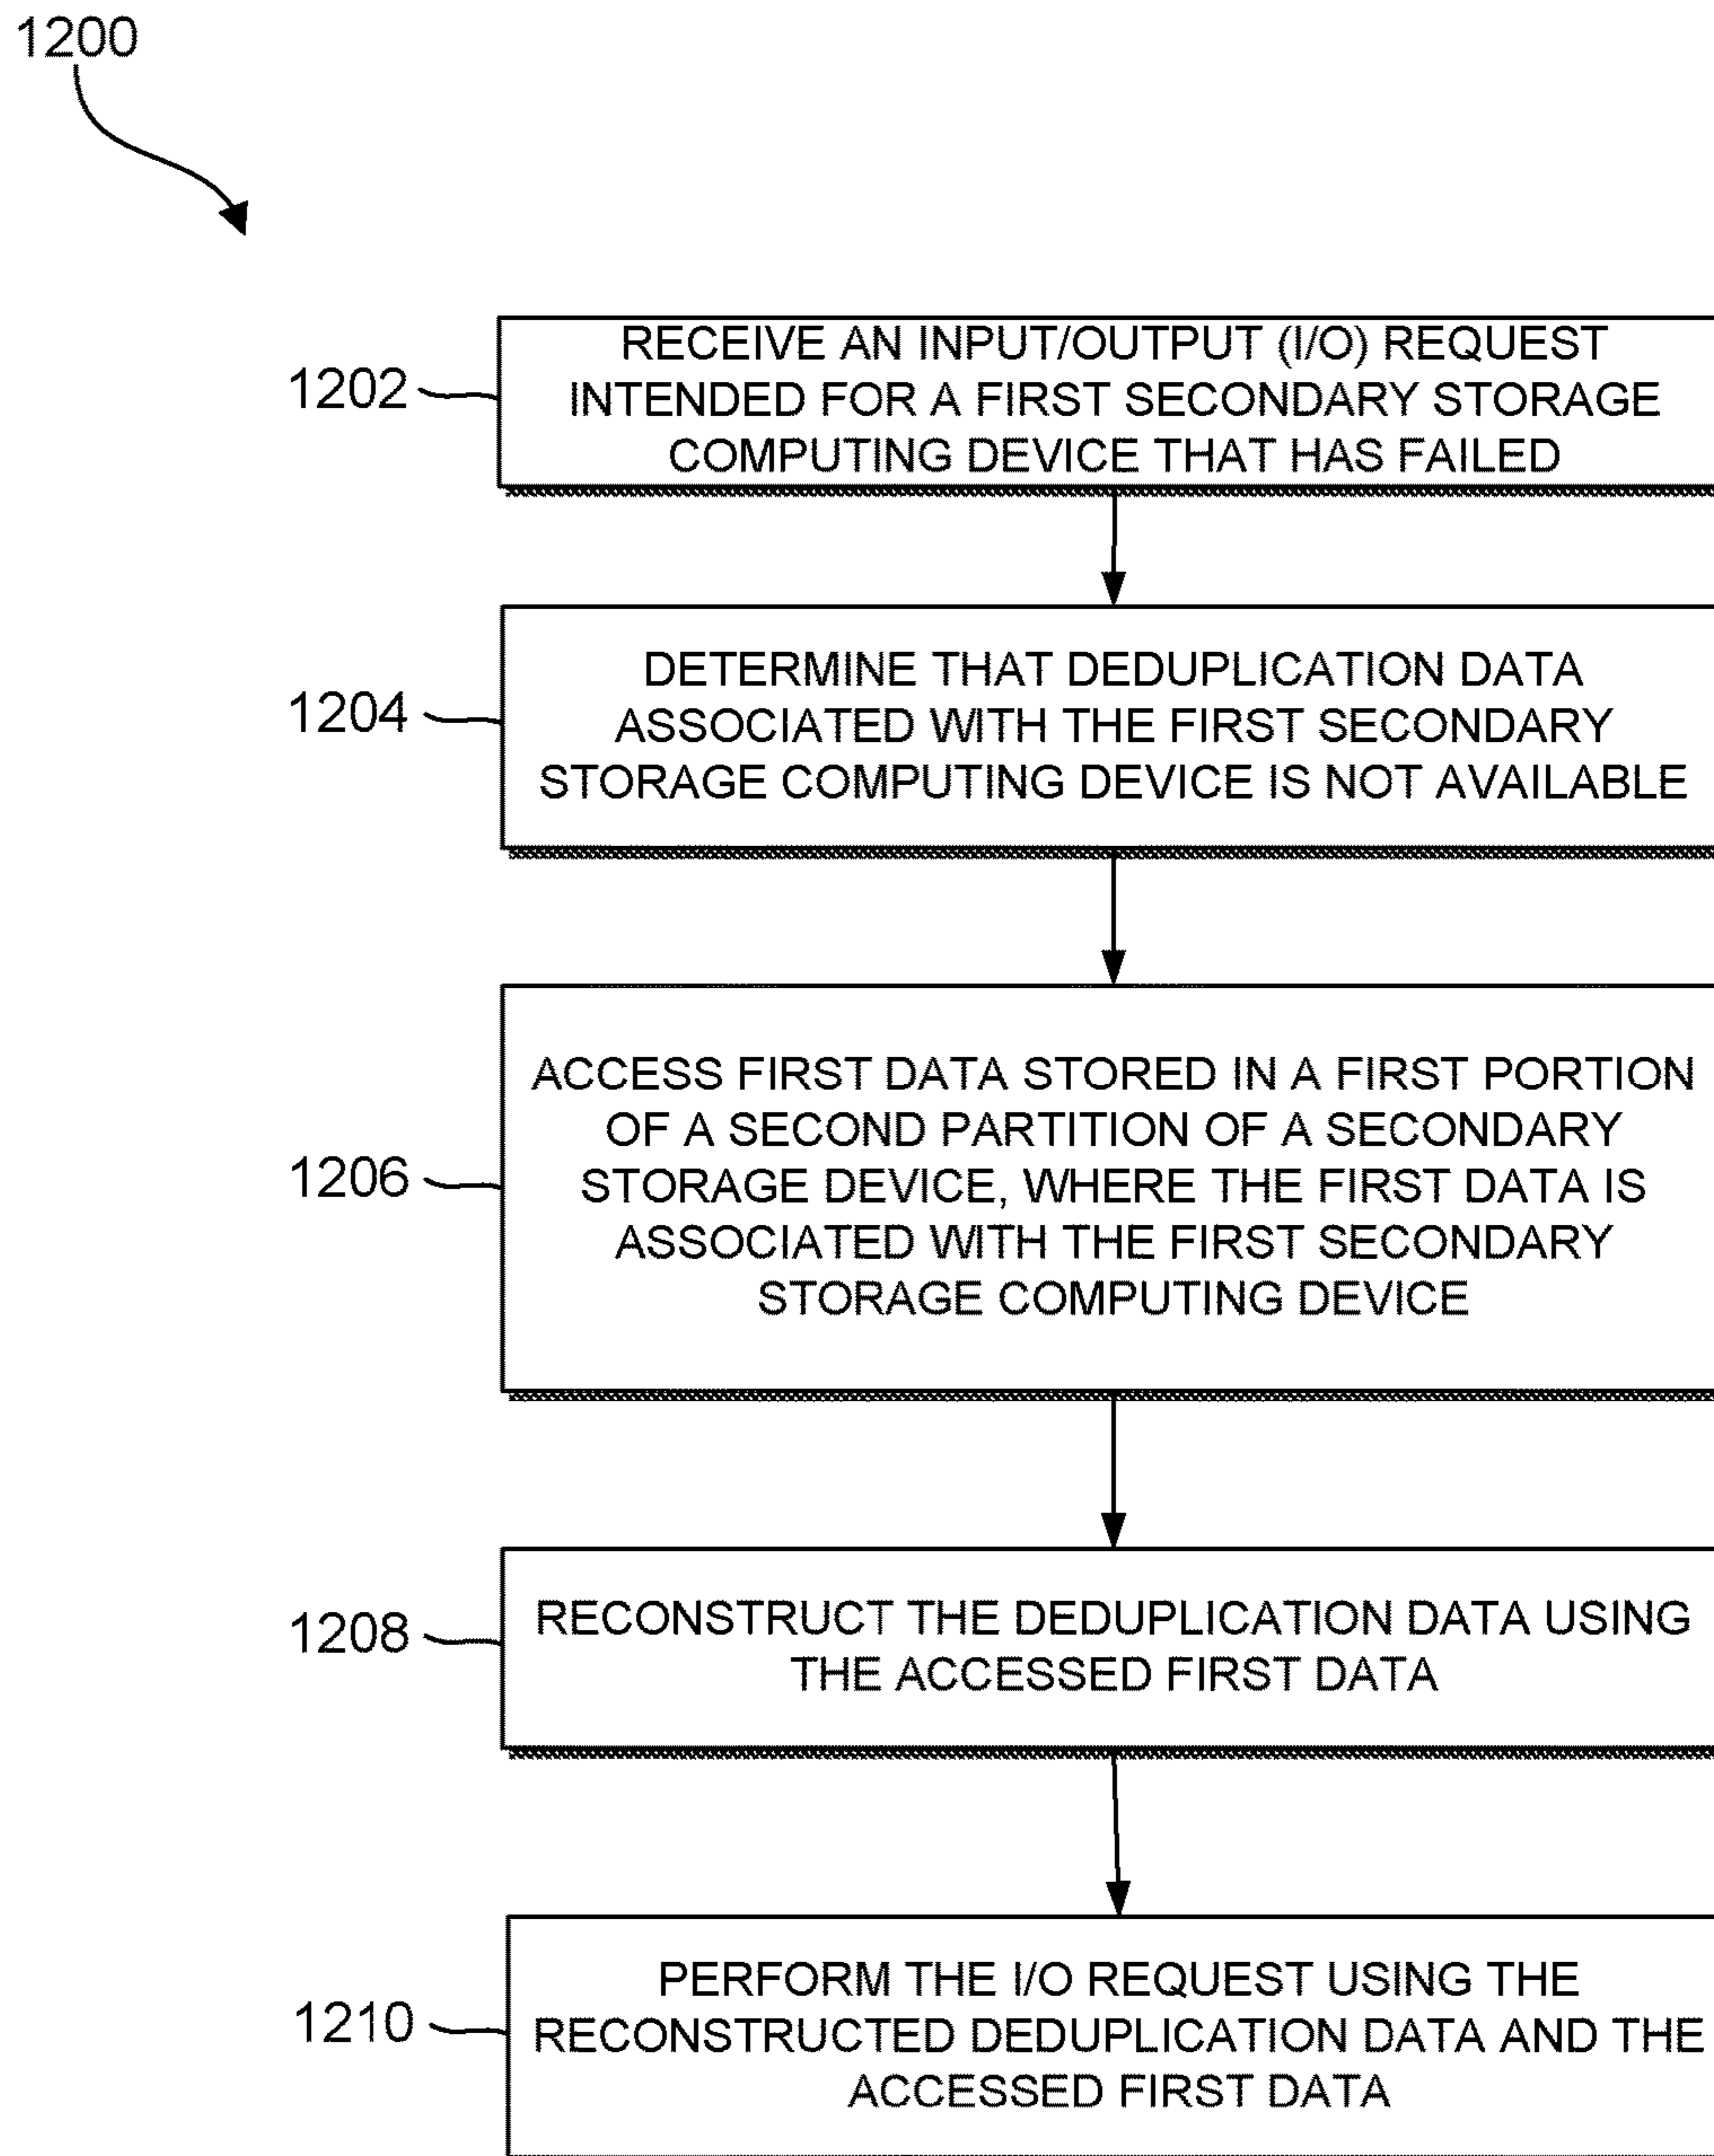 1200
1202
RECEIVE AN INPUT/OUTPUT (I/O) REQUEST
INTENDED FOR A FIRST SECONDARY STORAGE
COMPUTING DEVICE THAT HAS FAILED
1204
DETERMINE THAT DEDUPLICATION DATA
ASSOCIATED WITH THE FIRST SECONDARY
STORAGE COMPUTING DEVICE IS NOT AVAILABLE
1206
ACCESS FIRST DATA STORED IN A FIRST PORTION
OF A SECOND PARTITION OF A SECONDARY
STORAGE DEVICE, WHERE THE FIRST DATA IS
ASSOCIATED WITH THE FIRST SECONDARY
STORAGE COMPUTING DEVICE
1208
RECONSTRUCT THE DEDUPLICATION DATA USING
THE ACCESSED FIRST DATA
1210
PERFORM THE I/O REQUEST USING THE
RECONSTRUCTED DEDUPLICATION DATA AND THE
ACCESSED FIRST DATA